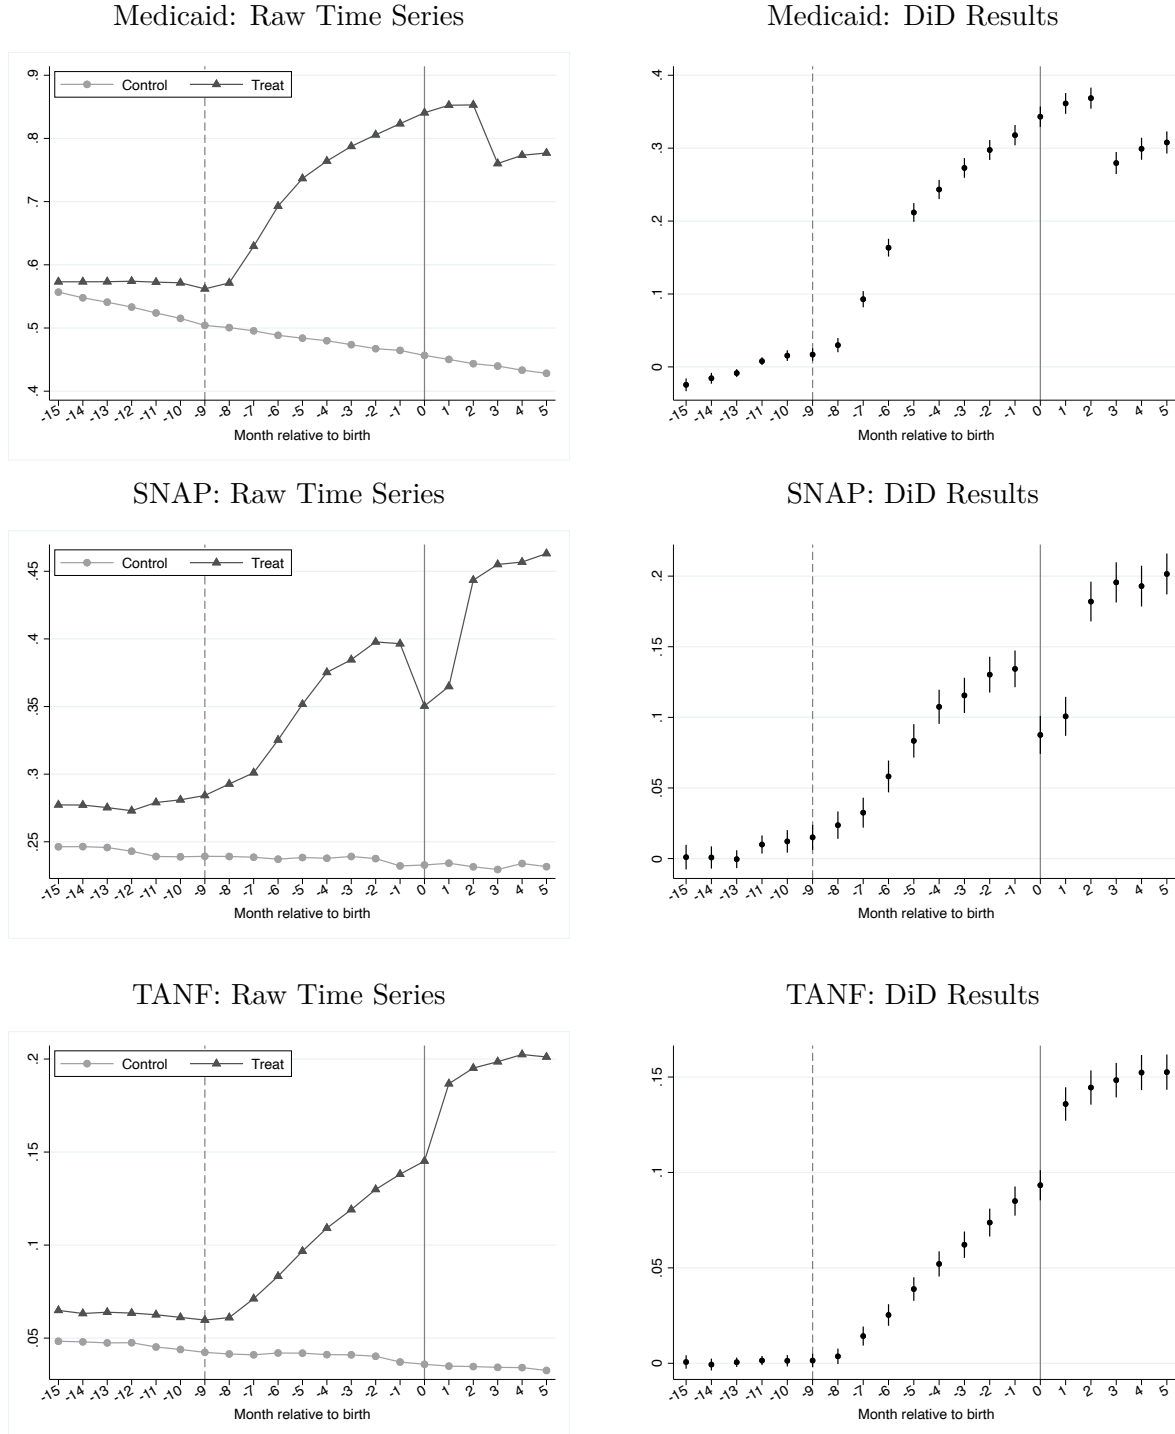 Medicaid: Raw Time Series
Medicaid: DiD Results
.9
.8
.7
.6
.5
.4
Control
Treat
-15 -14 -13 -12 -11 -10 -9 -8 -7 -6 -5 -4 -3 -2 -1 0 1 2 3 4 5
Month relative to birth
.4
.3
.2
.1
0
-15 -14 -13 -12 -11 -10 -9 -8 -7 -6 -5 -4 -3 -2 -1 0 1 2 3 4 5
Month relative to birth
SNAP: Raw Time Series
SNAP: DiD Results
.45
.4
.35
.3
.25
Control
Treat
-15 -14 -13 -12 -11 -10 -9 -8 -7 -6 -5 -4 -3 -2 -1 0 1 2 3 4 5
Month relative to birth
.2
.15
.1
.05
0
-15 -14 -13 -12 -11 -10 -9 -8 -7 -6 -5 -4 -3 -2 -1 0 1 2 3 4 5
Month relative to birth
TANF: Raw Time Series
TANF: DiD Results
.2
.15
.1
.05
Control
Treat
-15 -14 -13 -12 -11 -10 -9 -8 -7 -6 -5 -4 -3 -2 -1 0 1 2 3 4 5
Month relative to birth
.15
.1
.05
0
-15 -14 -13 -12 -11 -10 -9 -8 -7 -6 -5 -4 -3 -2 -1 0 1 2 3 4 5
Month relative to birth